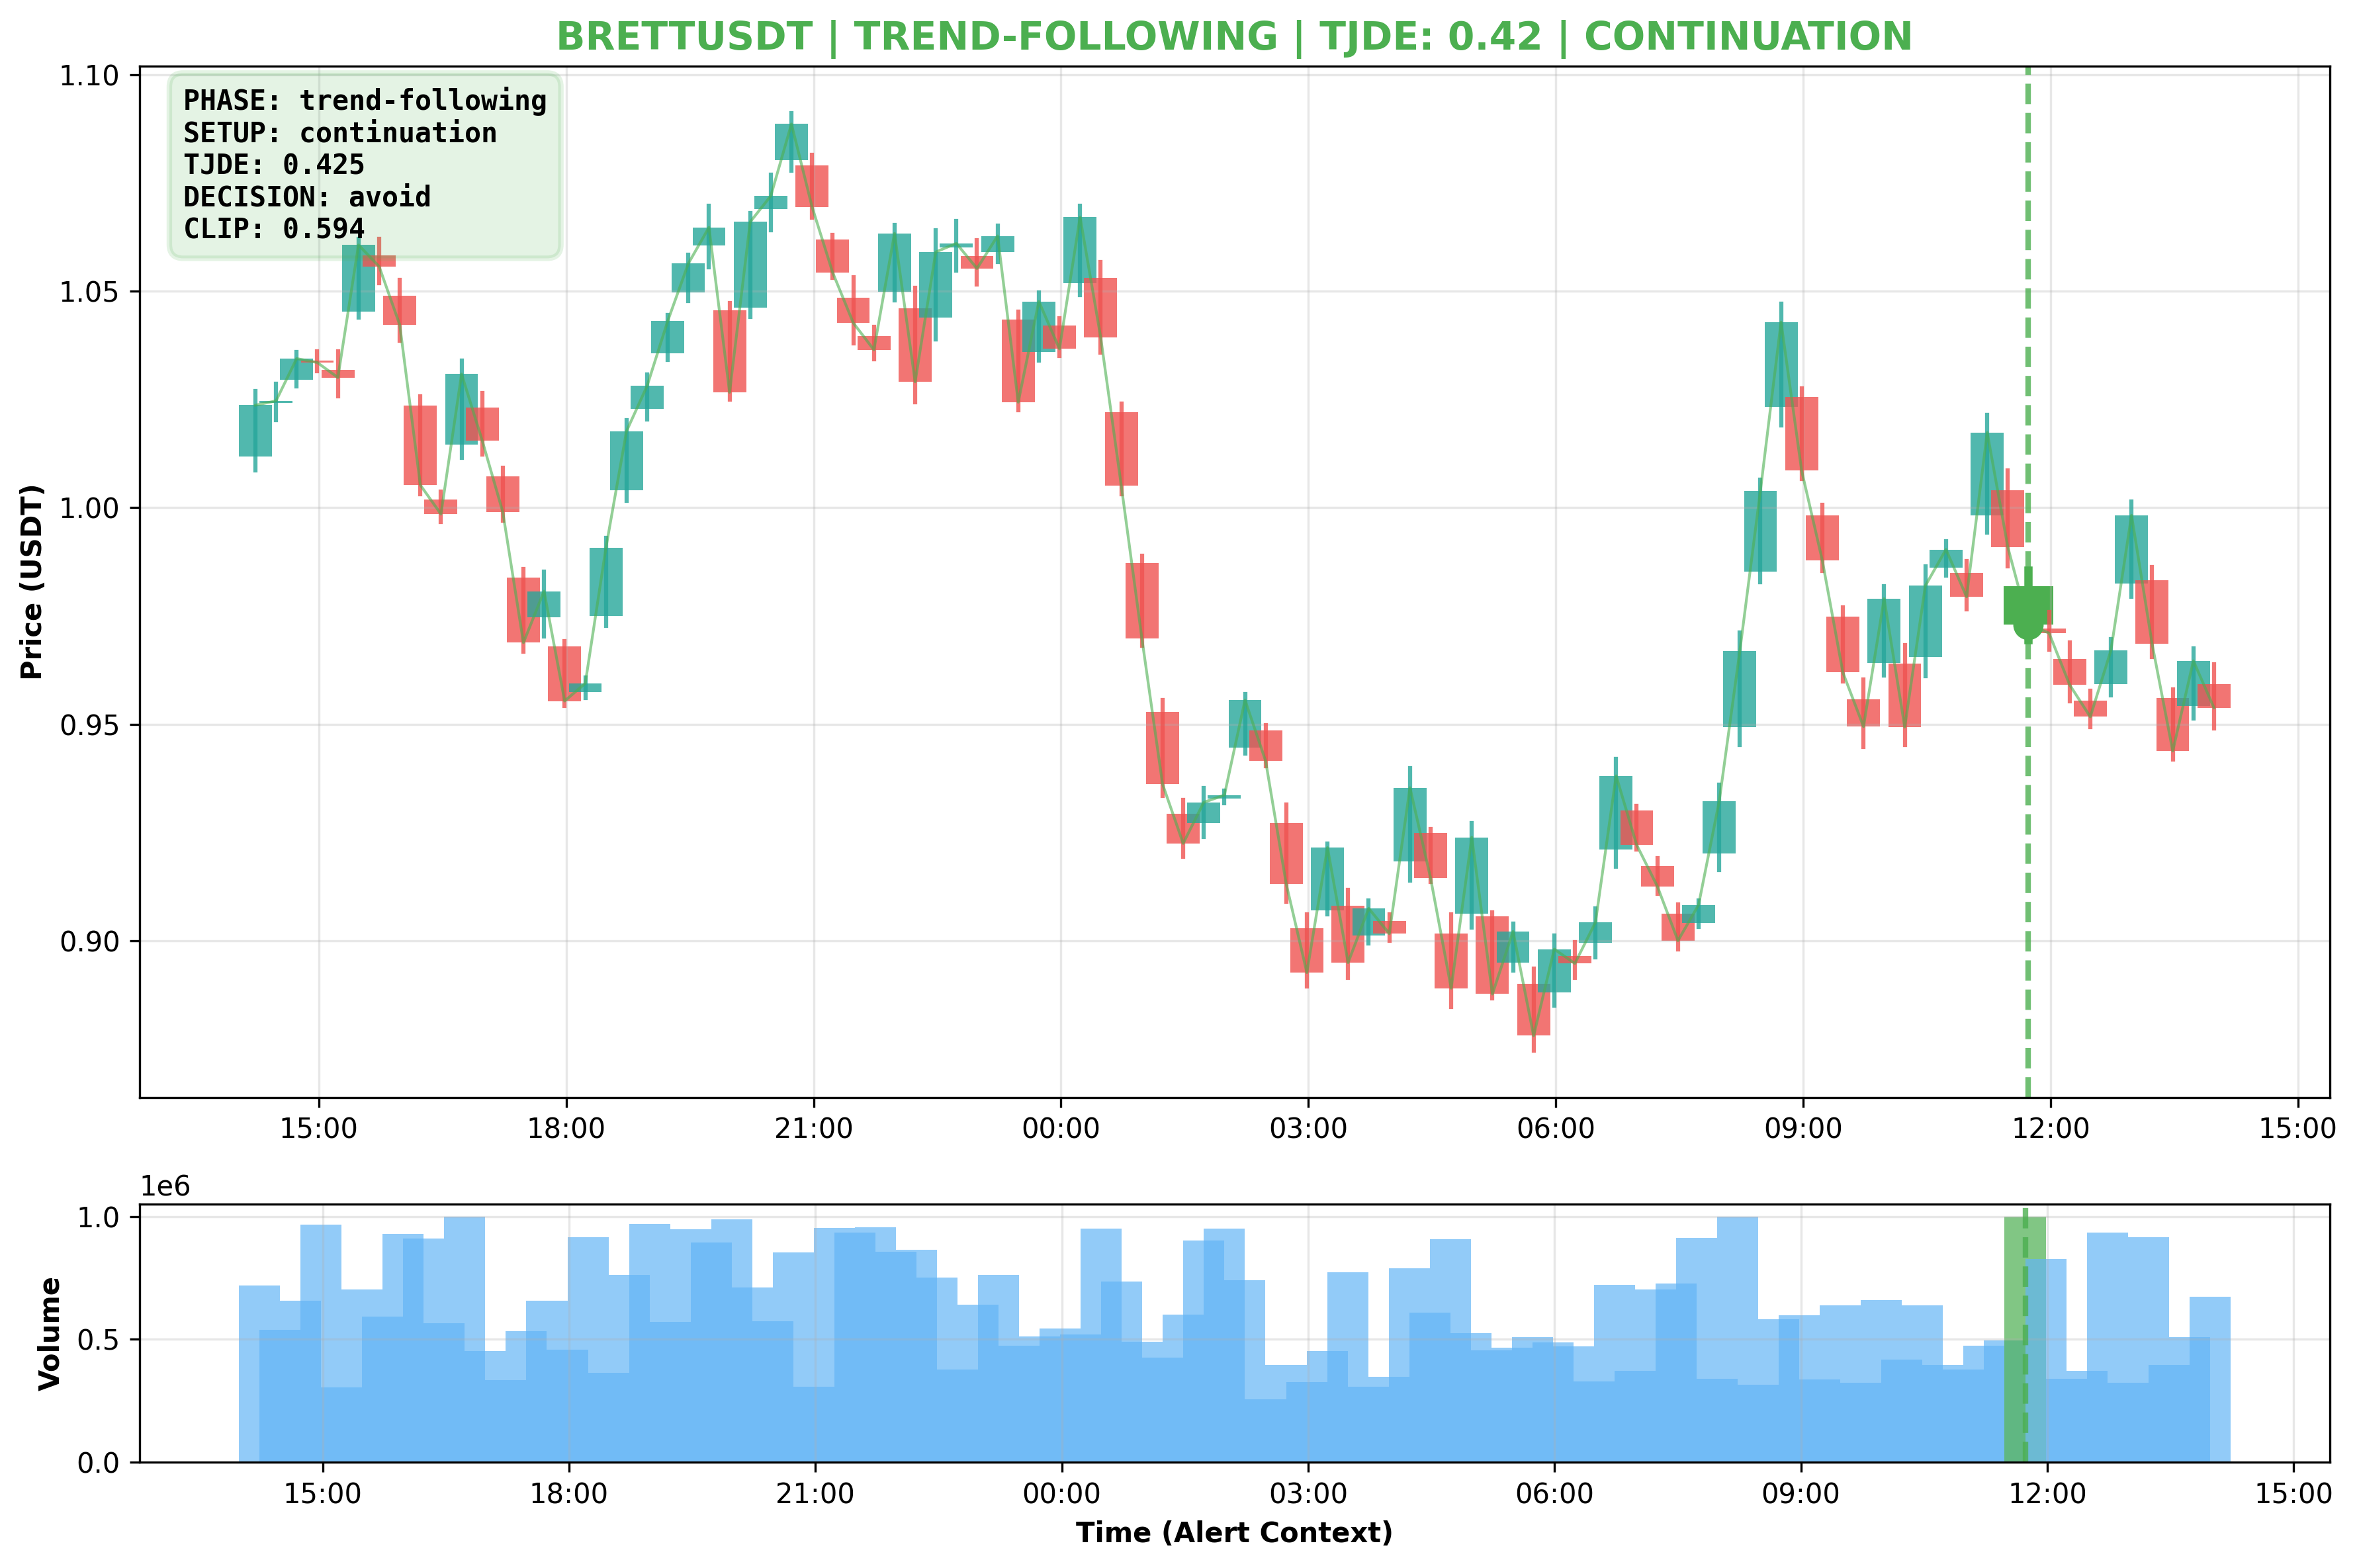 BRETTUSDT | TREND-FOLLOWING | TJDE: 0.42 | CONTINUATION
PHASE: trend-following
SETUP: continuation
TJDE: 0.425
DECISION: avoid
CLIP: 0.594
Price (USDT)
1.10
1.05
1.00
0.95
0.90
15:00 18:00 21:00 00:00 03:00 06:00 09:00 12:00 15:00
1e6
Volume
1.0
0.5
0.0
15:00 18:00 21:00 00:00 03:00 06:00 09:00 12:00 15:00
Time (Alert Context)